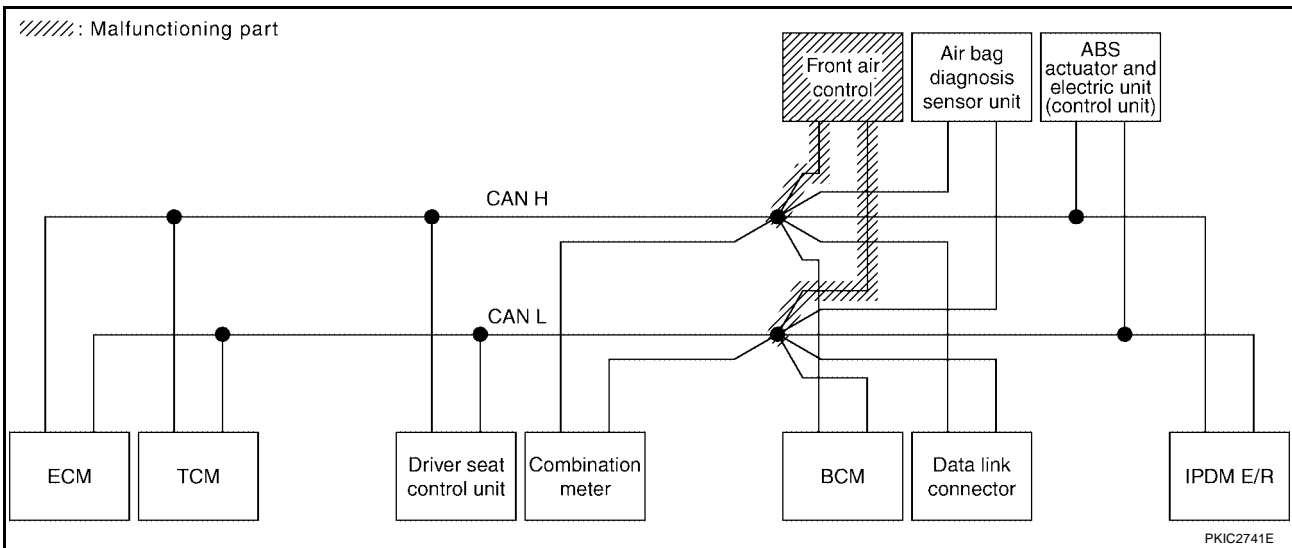 : Malfunctioning part
Front air
control
Air bag
diagnosis
sensor unit
ABS
actuator and
electric unit
(control unit)
CAN H
CAN L
ECM
TCM
Driver seat
control unit
Combination
meter
BCM
Data link
connector
IPDM E/R
PKIC2741E